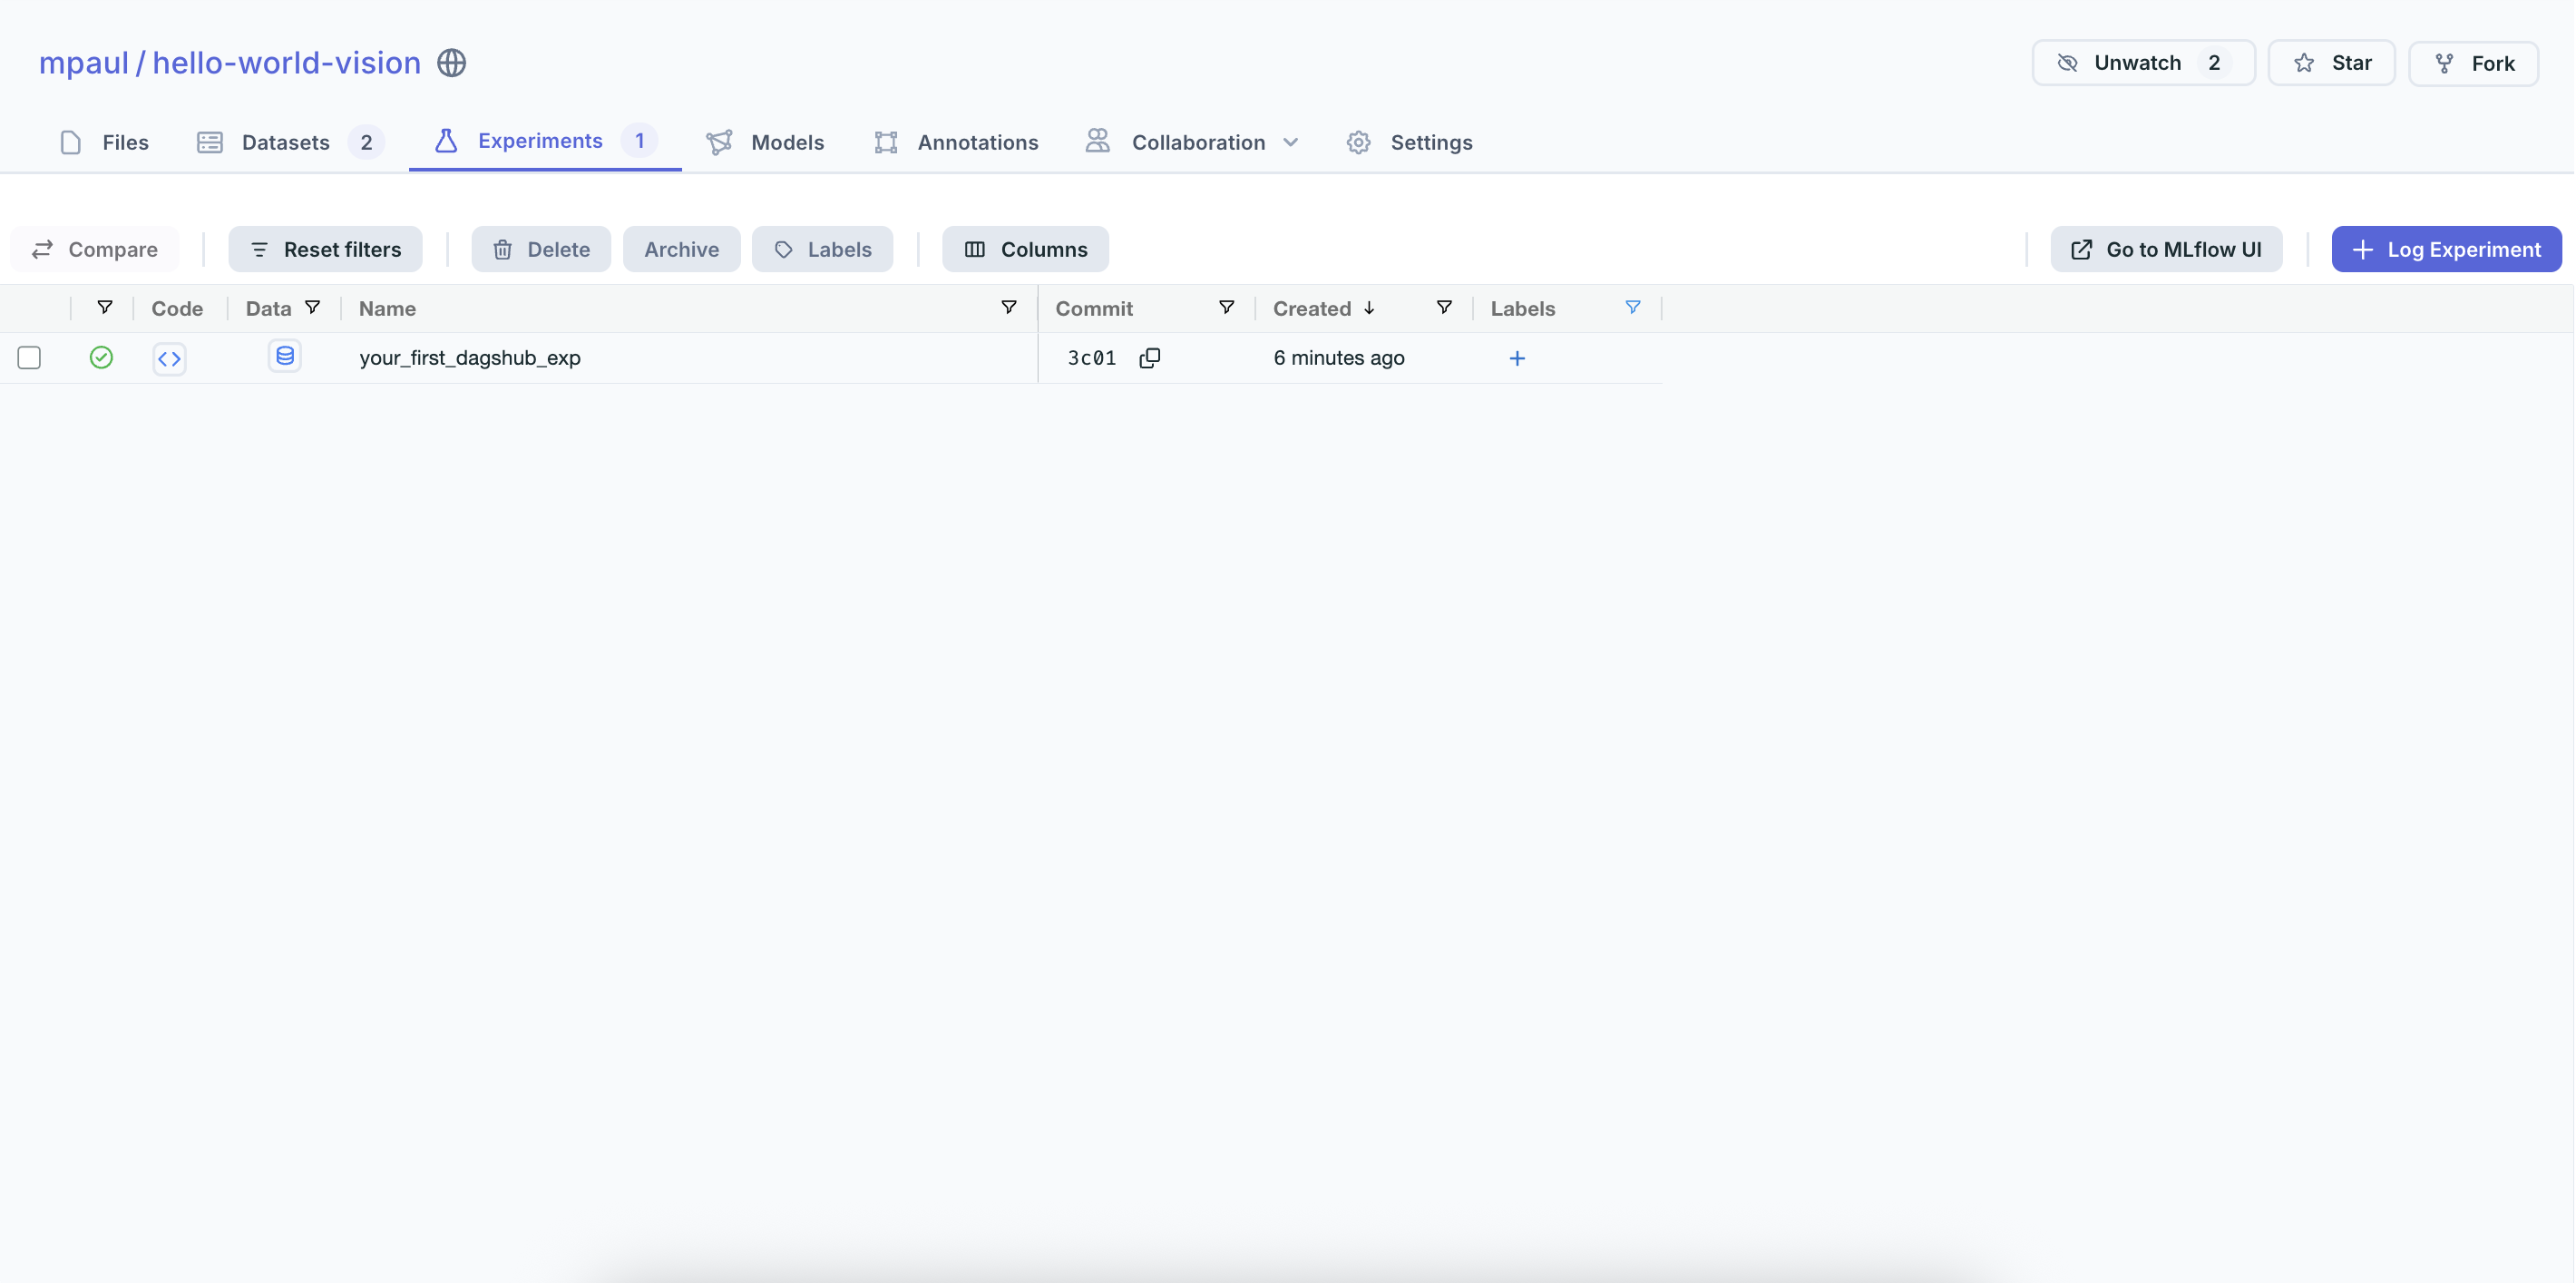 mpaul / hello-world-vision
Unwatch 2 Star Fork
Files Datasets 2 Experiments 1 Models Annotations Collaboration Settings
Compare Reset filters Delete Archive Labels Columns Go to MLflow UI + Log Experiment
Code Data Name Commit Created ↓ Labels
your_first_dagshub_exp 3c01 6 minutes ago +